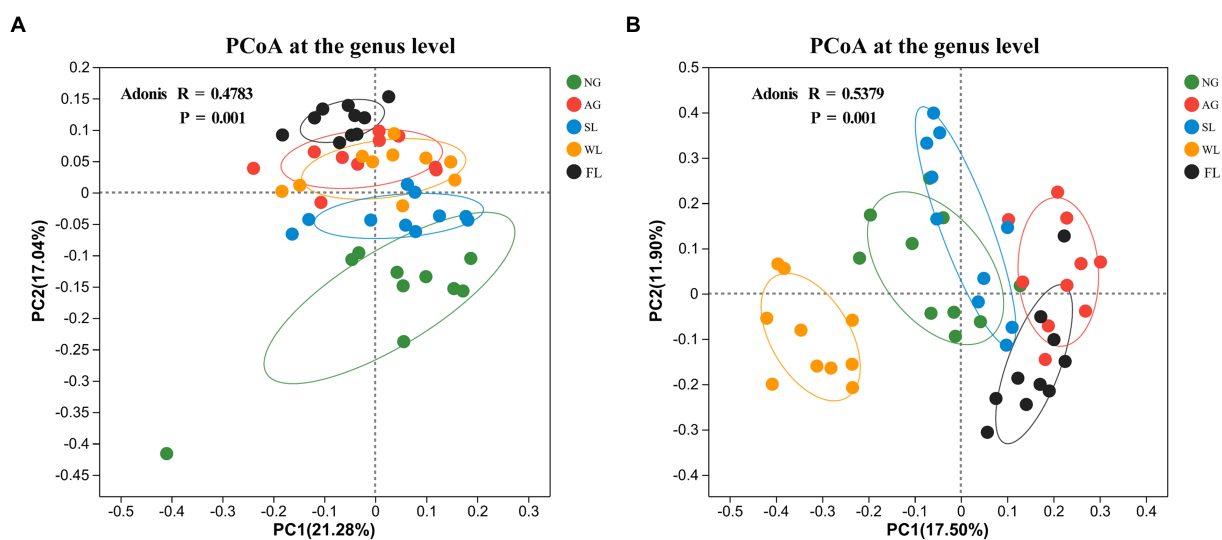 A
PCoA at the genus level
Adonis R = 0.4783
P = 0.001
0.2
0.15
0.1
0.05
0
-0.05
-0.1
-0.15
-0.2
-0.25
-0.3
-0.35
-0.4
-0.45
PC2(17.04%)
-0.5 -0.4 -0.3 -0.2 -0.1 0 0.1 0.2 0.3
PC1(21.28%)
NG
AG
SL
WL
FL
B
PCoA at the genus level
Adonis R = 0.5379
P = 0.001
0.5
0.4
0.3
0.2
0.1
0
-0.1
-0.2
-0.3
-0.4
PC2(11.90%)
-0.5 -0.4 -0.3 -0.2 -0.1 0 0.1 0.2 0.3 0.4
PC1(17.50%)
NG
AG
SL
WL
FL